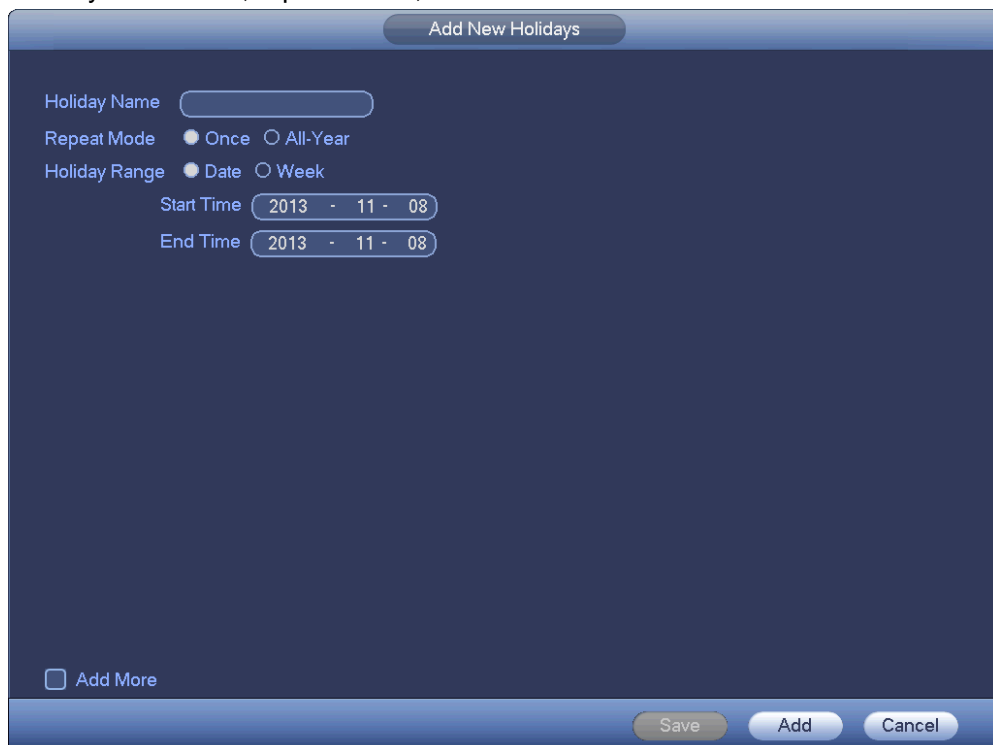 Add New Holidays
Holiday Name
Repeat Mode Once All-Year
Holiday Range Date Week
Start Time 2013 - 11 - 08
End Time 2013 - 11 - 08
Add More
Save Add Cancel